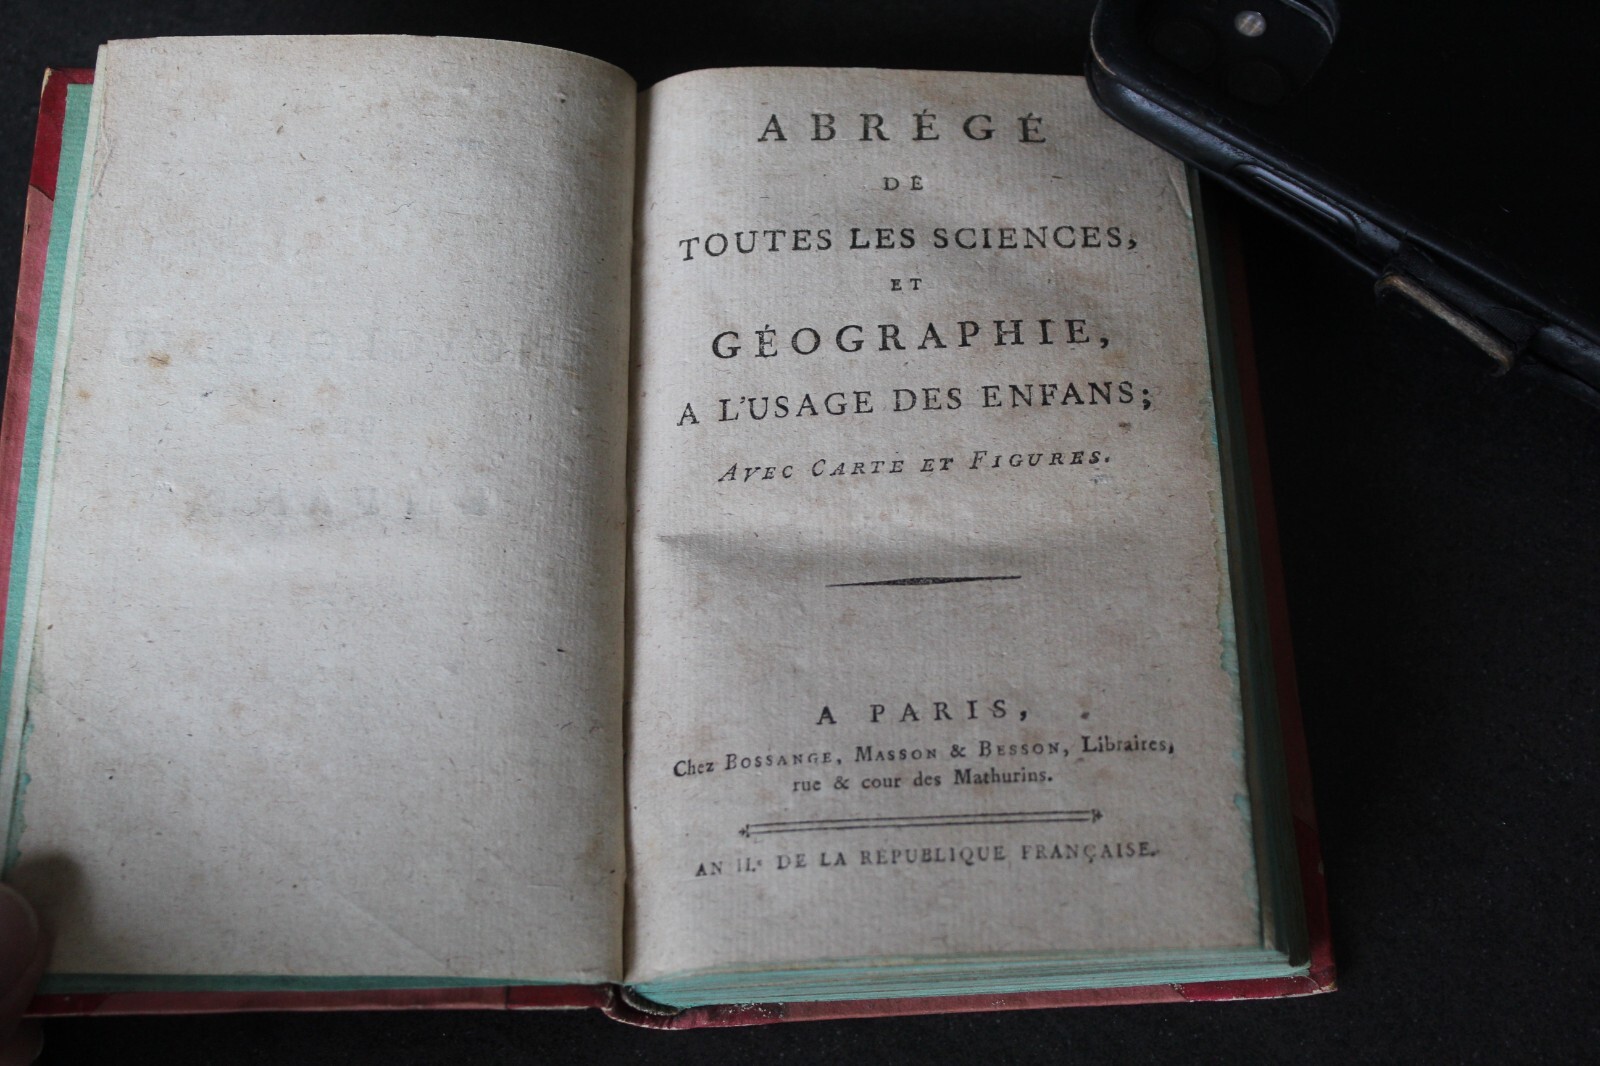 ABRÉGÉ
DE
TOUTES LES SCIENCES,
ET
GÉOGRAPHIE,
A L'USAGE DES ENFANS;
AVEC CARTE ET FIGURES.
A PARIS,
Chez BOSSANGE, MASSON & BESSON, Libraires,
rue & cour des Mathurins.
AN II.e DE LA RÉPUBLIQUE FRANÇAISE.